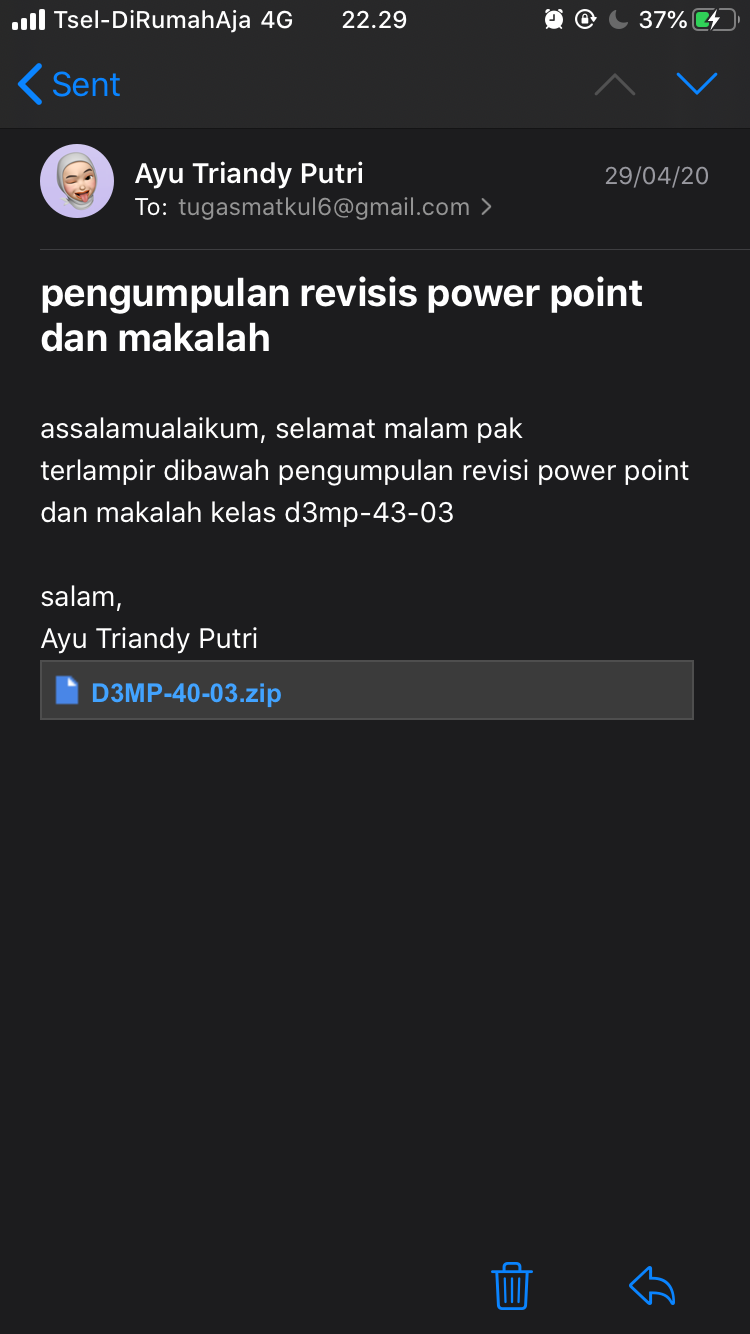 Tsel-DiRumahAja 4G 22.29 37%
Sent
Ayu Triandy Putri 29/04/20
To: tugasmatkul6@gmail.com
pengumpulan revisis power point
dan makalah
assalamualaikum, selamat malam pak
terlampir dibawah pengumpulan revisi power point
dan makalah kelas d3mp-43-03
salam,
Ayu Triandy Putri
D3MP-40-03.zip